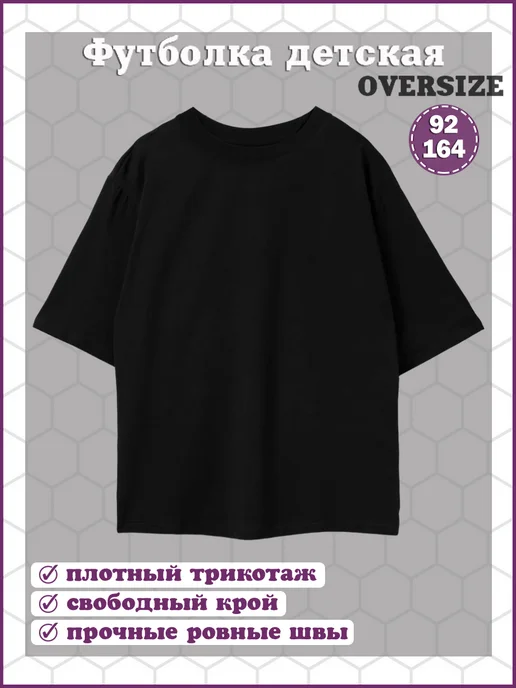 Футболка детская
OVERSIZE
92
164
плотный трикотаж
свободный крой
прочные ровные швы